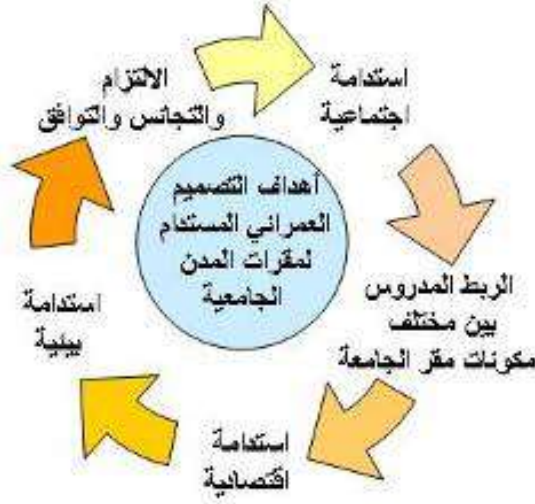 أهداف التصميم
العمراني المستدام
لمقرات المدن
الجامعية
استدامة
اجتماعية
الربط المدروس
بين مختلف
مكونات مقر الجامعة
استدامة
اقتصادية
استدامة
بيئية
الالتزام
والتجانس والتوافق